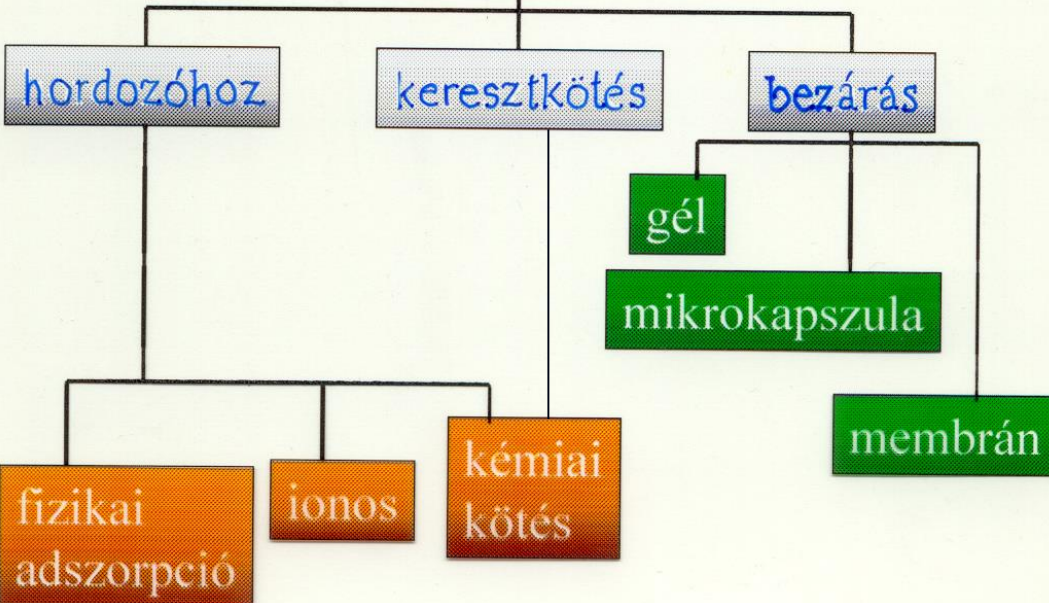 hordozóhoz
keresztkötés
bezárás
gél
mikrokapszula
membrán
fizikai
adszorpció
ionos
kémiai
kötés